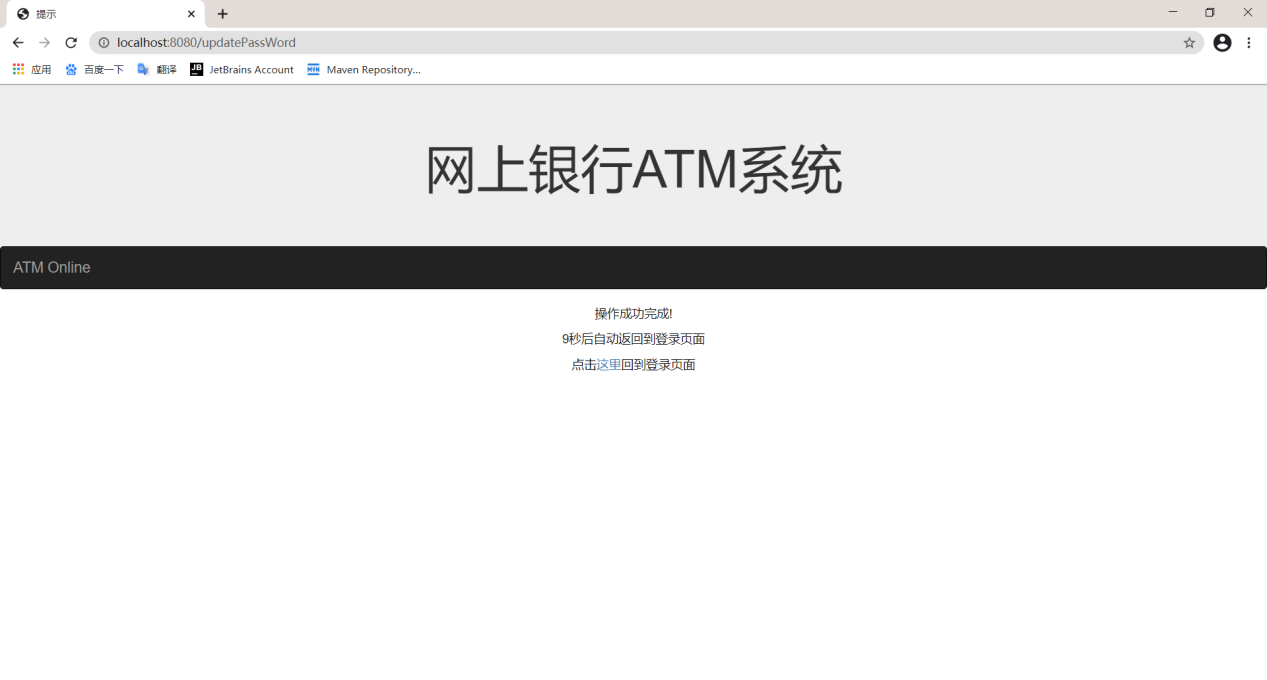 提示
localhost:8080/updatePassWord
应用 百度一下 翻译 JetBrains Account Maven Repository...
网上银行ATM系统
ATM Online
操作成功完成!
9秒后自动返回到登录页面
点击这里回到登录页面